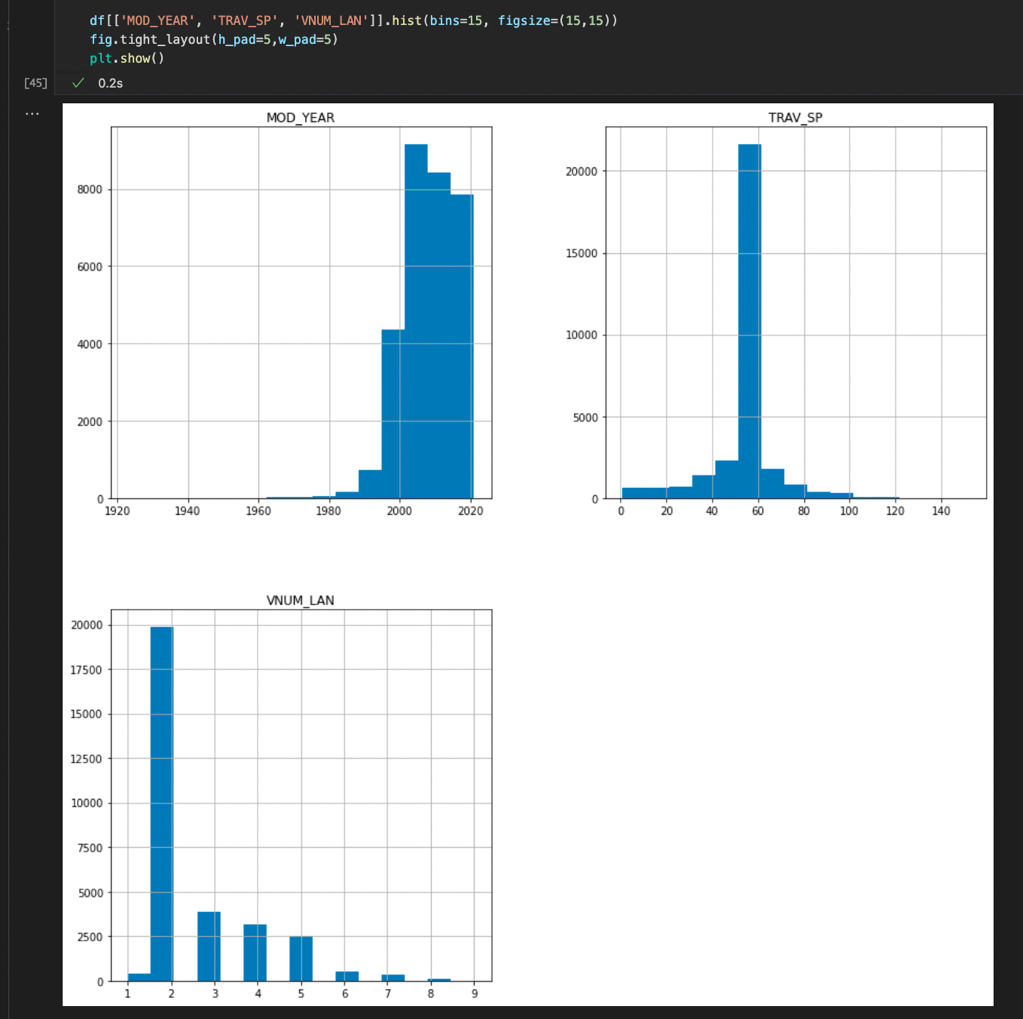 df[['MOD_YEAR', 'TRAV_SP', 'VNUM_LAN']].hist(bins=15, figsize=(15,15))
fig.tight_layout(h_pad=5,w_pad=5)
plt.show()
[45] ✓ 0.2s
...
MOD_YEAR
8000
6000
4000
2000
0
1920 1940 1960 1980 2000 2020
TRAV_SP
20000
15000
10000
5000
0
0 20 40 60 80 100 120 140
VNUM_LAN
20000
17500
15000
12500
10000
7500
5000
2500
0
1 2 3 4 5 6 7 8 9